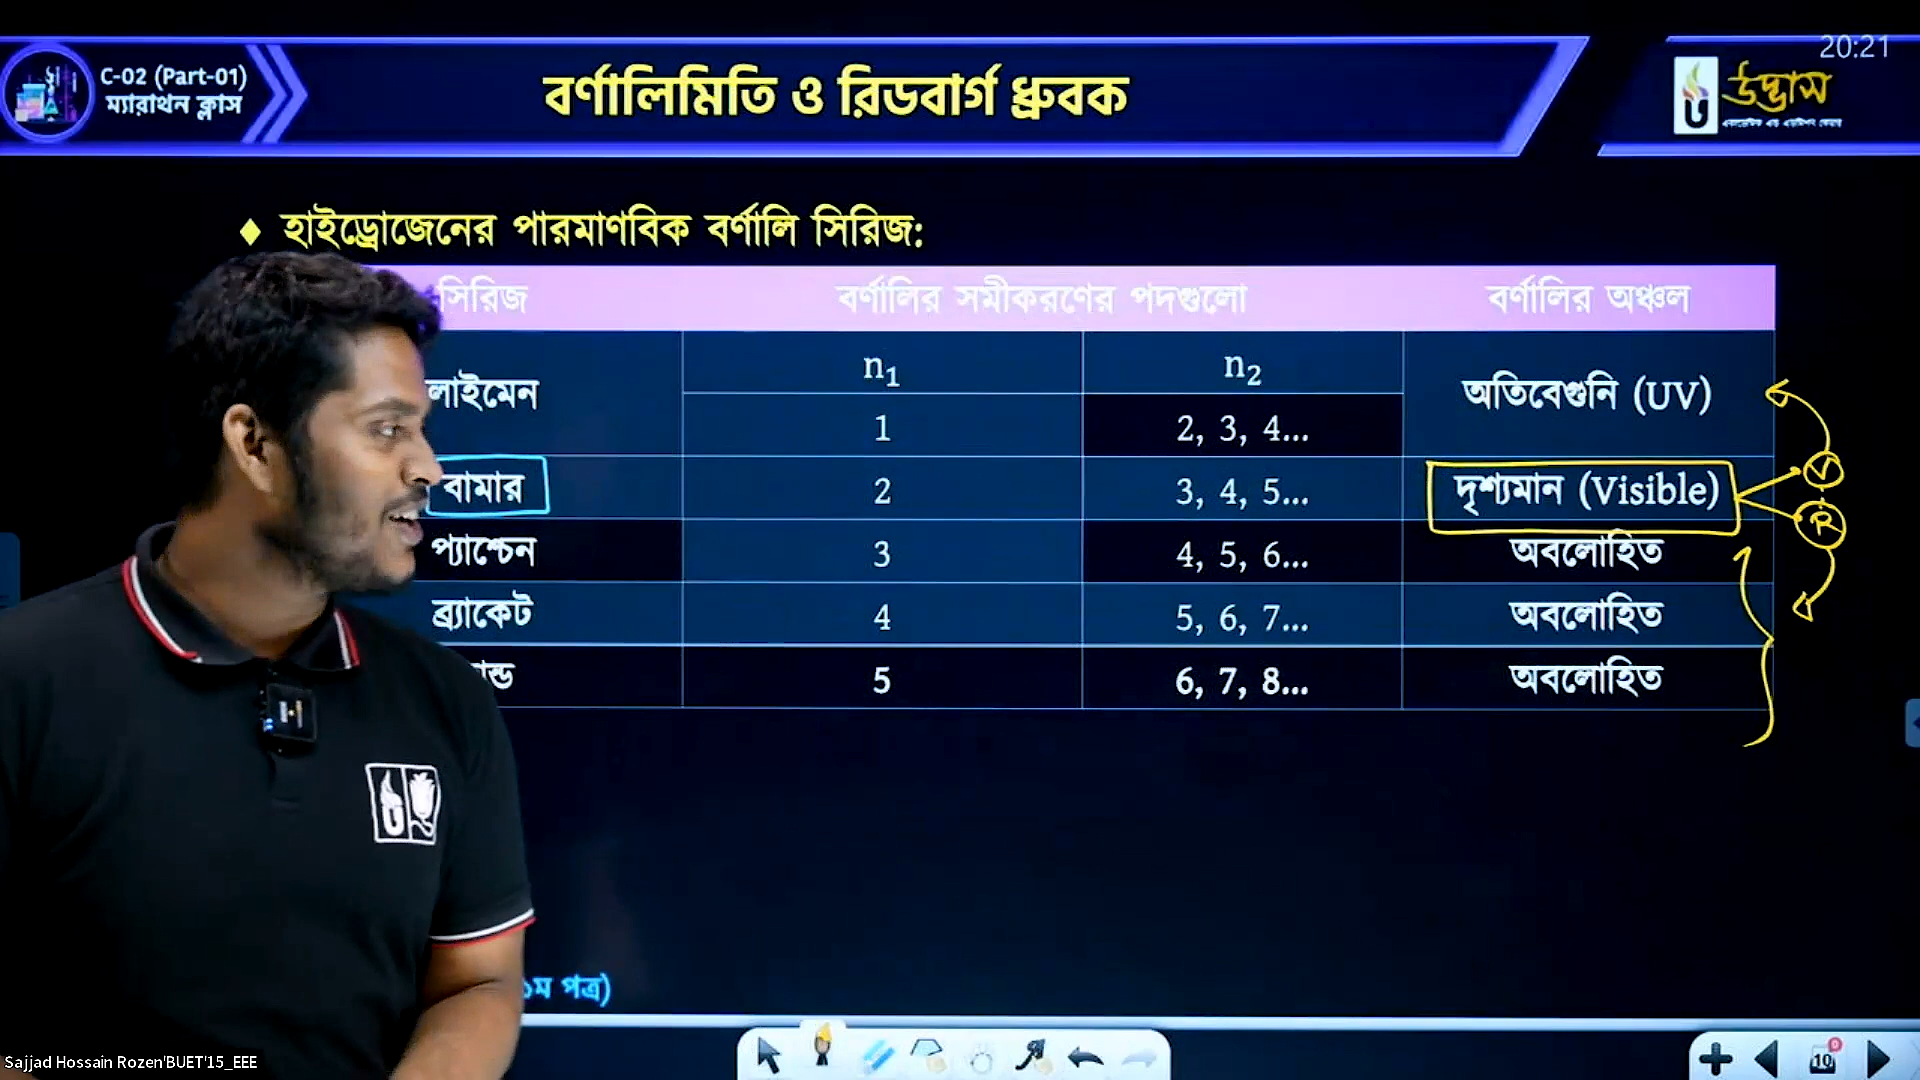 20:21
C-02 (Part-01)
ম্যারাথন ক্লাস
বর্ণালিমিতি ও রিডবার্গ ধ্রুবক
উদ্ভাস
হাইড্রোজেনের পারমাণবিক বর্ণালি সিরিজ:
সিরিজ বর্ণালির সমীকরণের পদগুলো বর্ণালির অঞ্চল
লাইমেন n₁ n₂ অতিবেগুনি (UV)
1 2, 3, 4...
বামার 2 3, 4, 5... দৃশ্যমান (Visible) V
R
প্যাশ্চেন 3 4, 5, 6... অবলোহিত
ব্র্যাকেট 4 5, 6, 7... অবলোহিত
5 6, 7, 8... অবলোহিত
পত্র)
Sajjad Hossain Rozen'BUET'15_EEE
10
0